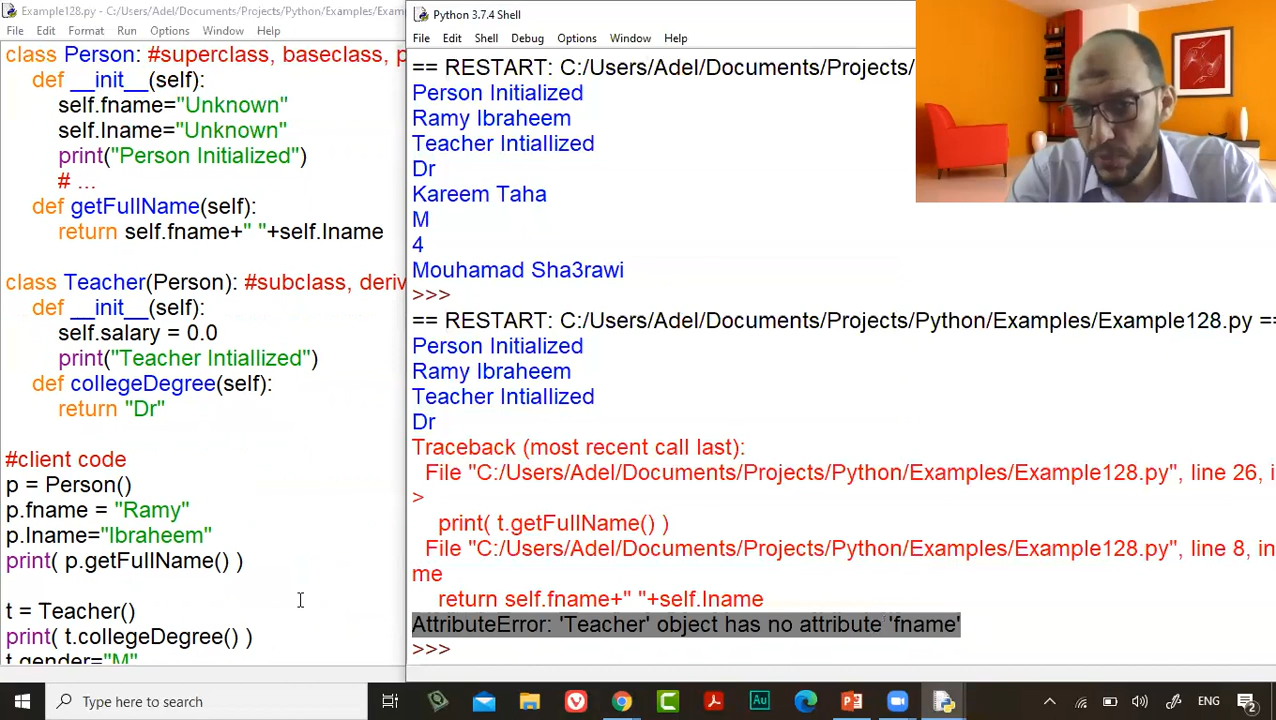 Example128.py - C:/Users/Adel/Documents/Projects/Python/Examples/Exam
File Edit Format Run Options Window Help
class Person: #superclass, baseclass, p
def __init__(self):
self.fname="Unknown"
self.lname="Unknown"
print("Person Initialized")
# ...
def getFullName(self):
return self.fname+" "+self.lname
class Teacher(Person): #subclass, deriv
def __init__(self):
self.salary = 0.0
print("Teacher Intiallized")
def collegeDegree(self):
return "Dr"
#client code
p = Person()
p.fname = "Ramy"
p.lname="Ibraheem"
print( p.getFullName() )
t = Teacher()
print( t.collegeDegree() )
t.gender="M"
Python 3.7.4 Shell
File Edit Shell Debug Options Window Help
== RESTART: C:/Users/Adel/Documents/Projects/
Person Initialized
Ramy Ibraheem
Teacher Intiallized
Dr
Kareem Taha
M
4
Mouhamad Sha3rawi
>>>
== RESTART: C:/Users/Adel/Documents/Projects/Python/Examples/Example128.py ==
Person Initialized
Ramy Ibraheem
Teacher Intiallized
Dr
Traceback (most recent call last):
File "C:/Users/Adel/Documents/Projects/Python/Examples/Example128.py", line 26, i
>
print( t.getFullName() )
File "C:/Users/Adel/Documents/Projects/Python/Examples/Example128.py", line 8, in
me
return self.fname+" "+self.lname
AttributeError: 'Teacher' object has no attribute 'fname'
>>>
Type here to search
Au
ENG
2